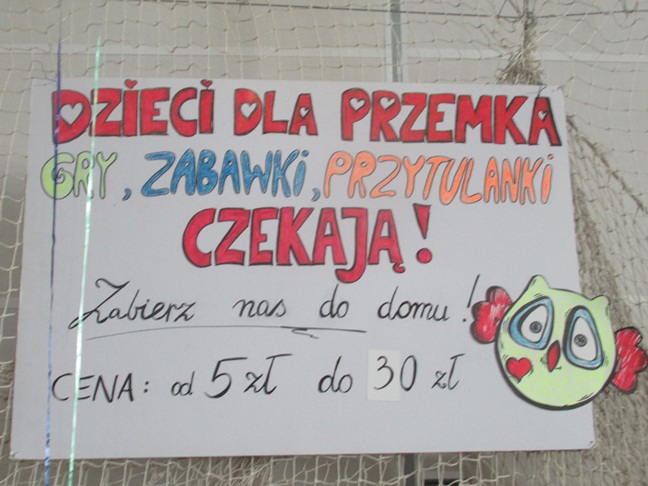 DZIECI DLA PRZEMKA
GRY, ZABAWKI, PRZYTULANKI
CZEKAJĄ!
Zabierz nas do domu!
CENA: od 5 zł do 30 zł